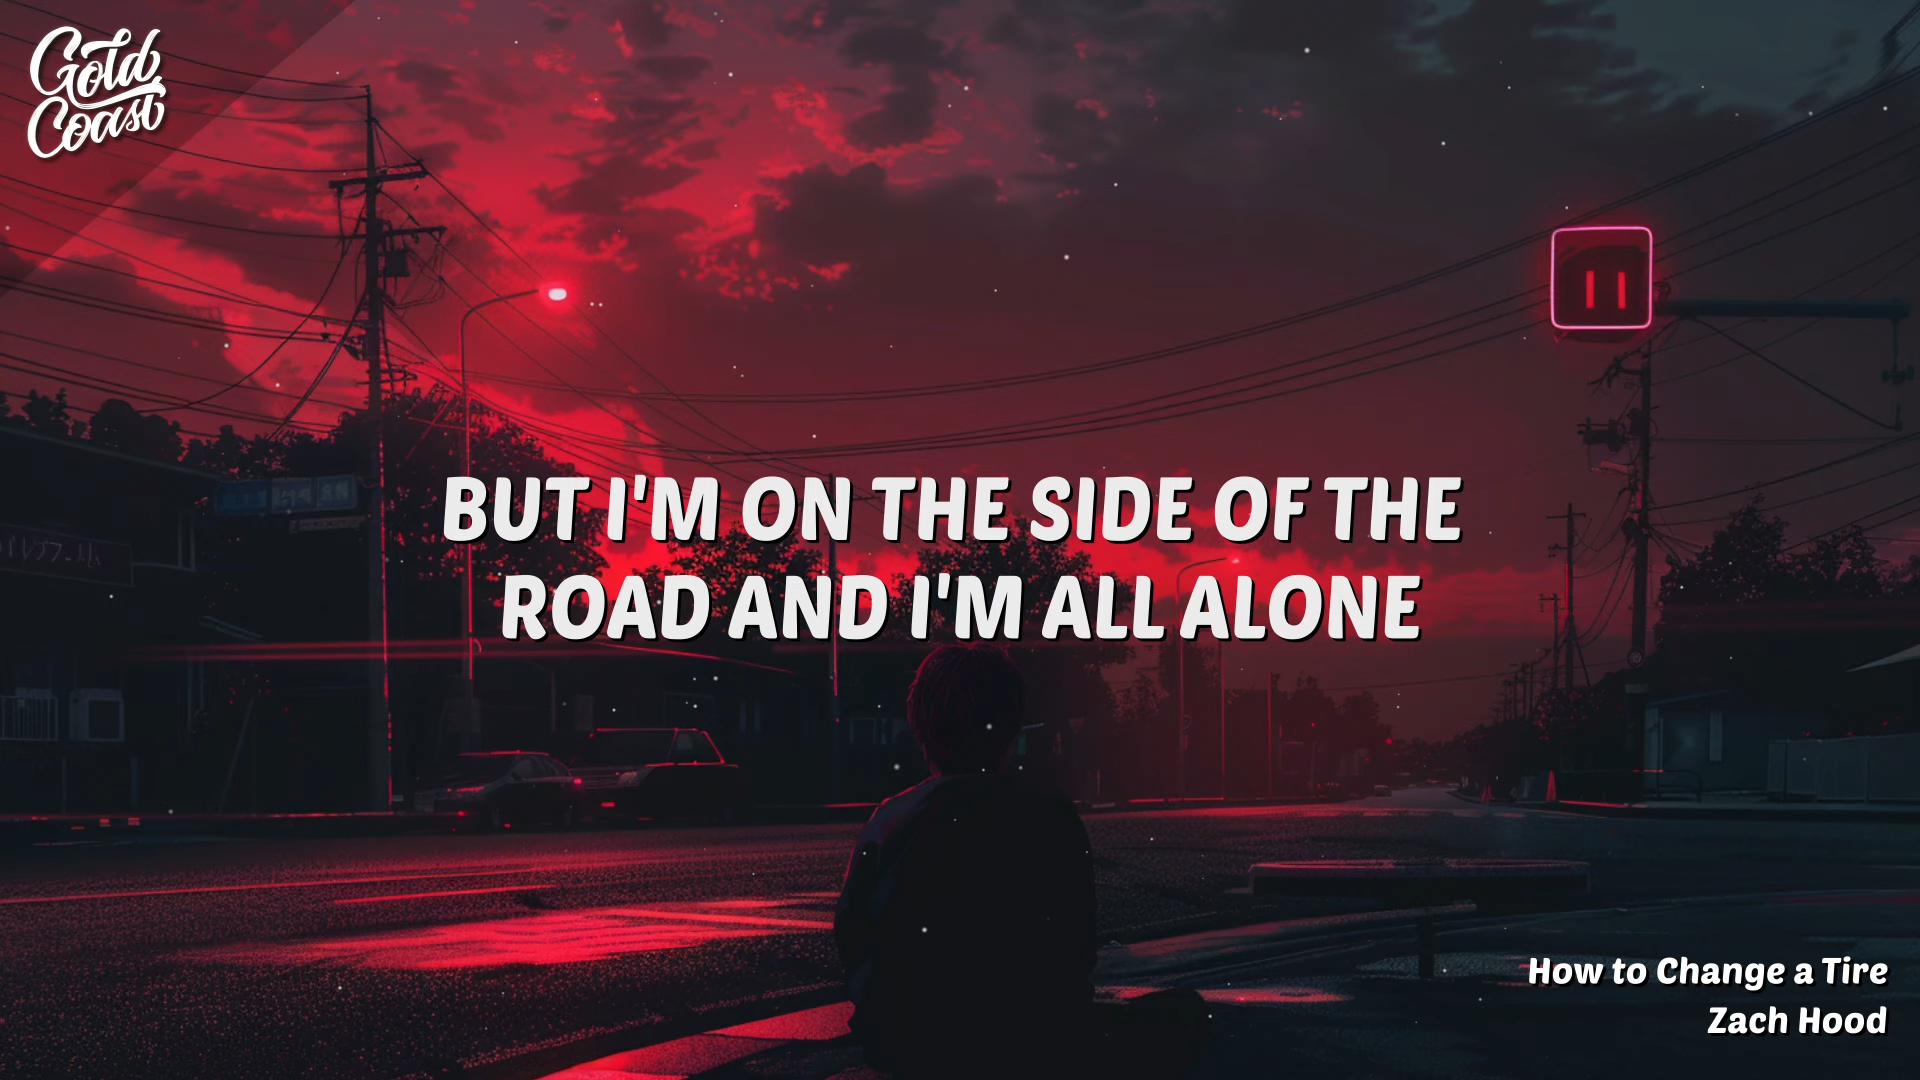 Gold
Coast
BUT I'M ON THE SIDE OF THE
ROAD AND I'M ALL ALONE
How to Change a Tire
Zach Hood